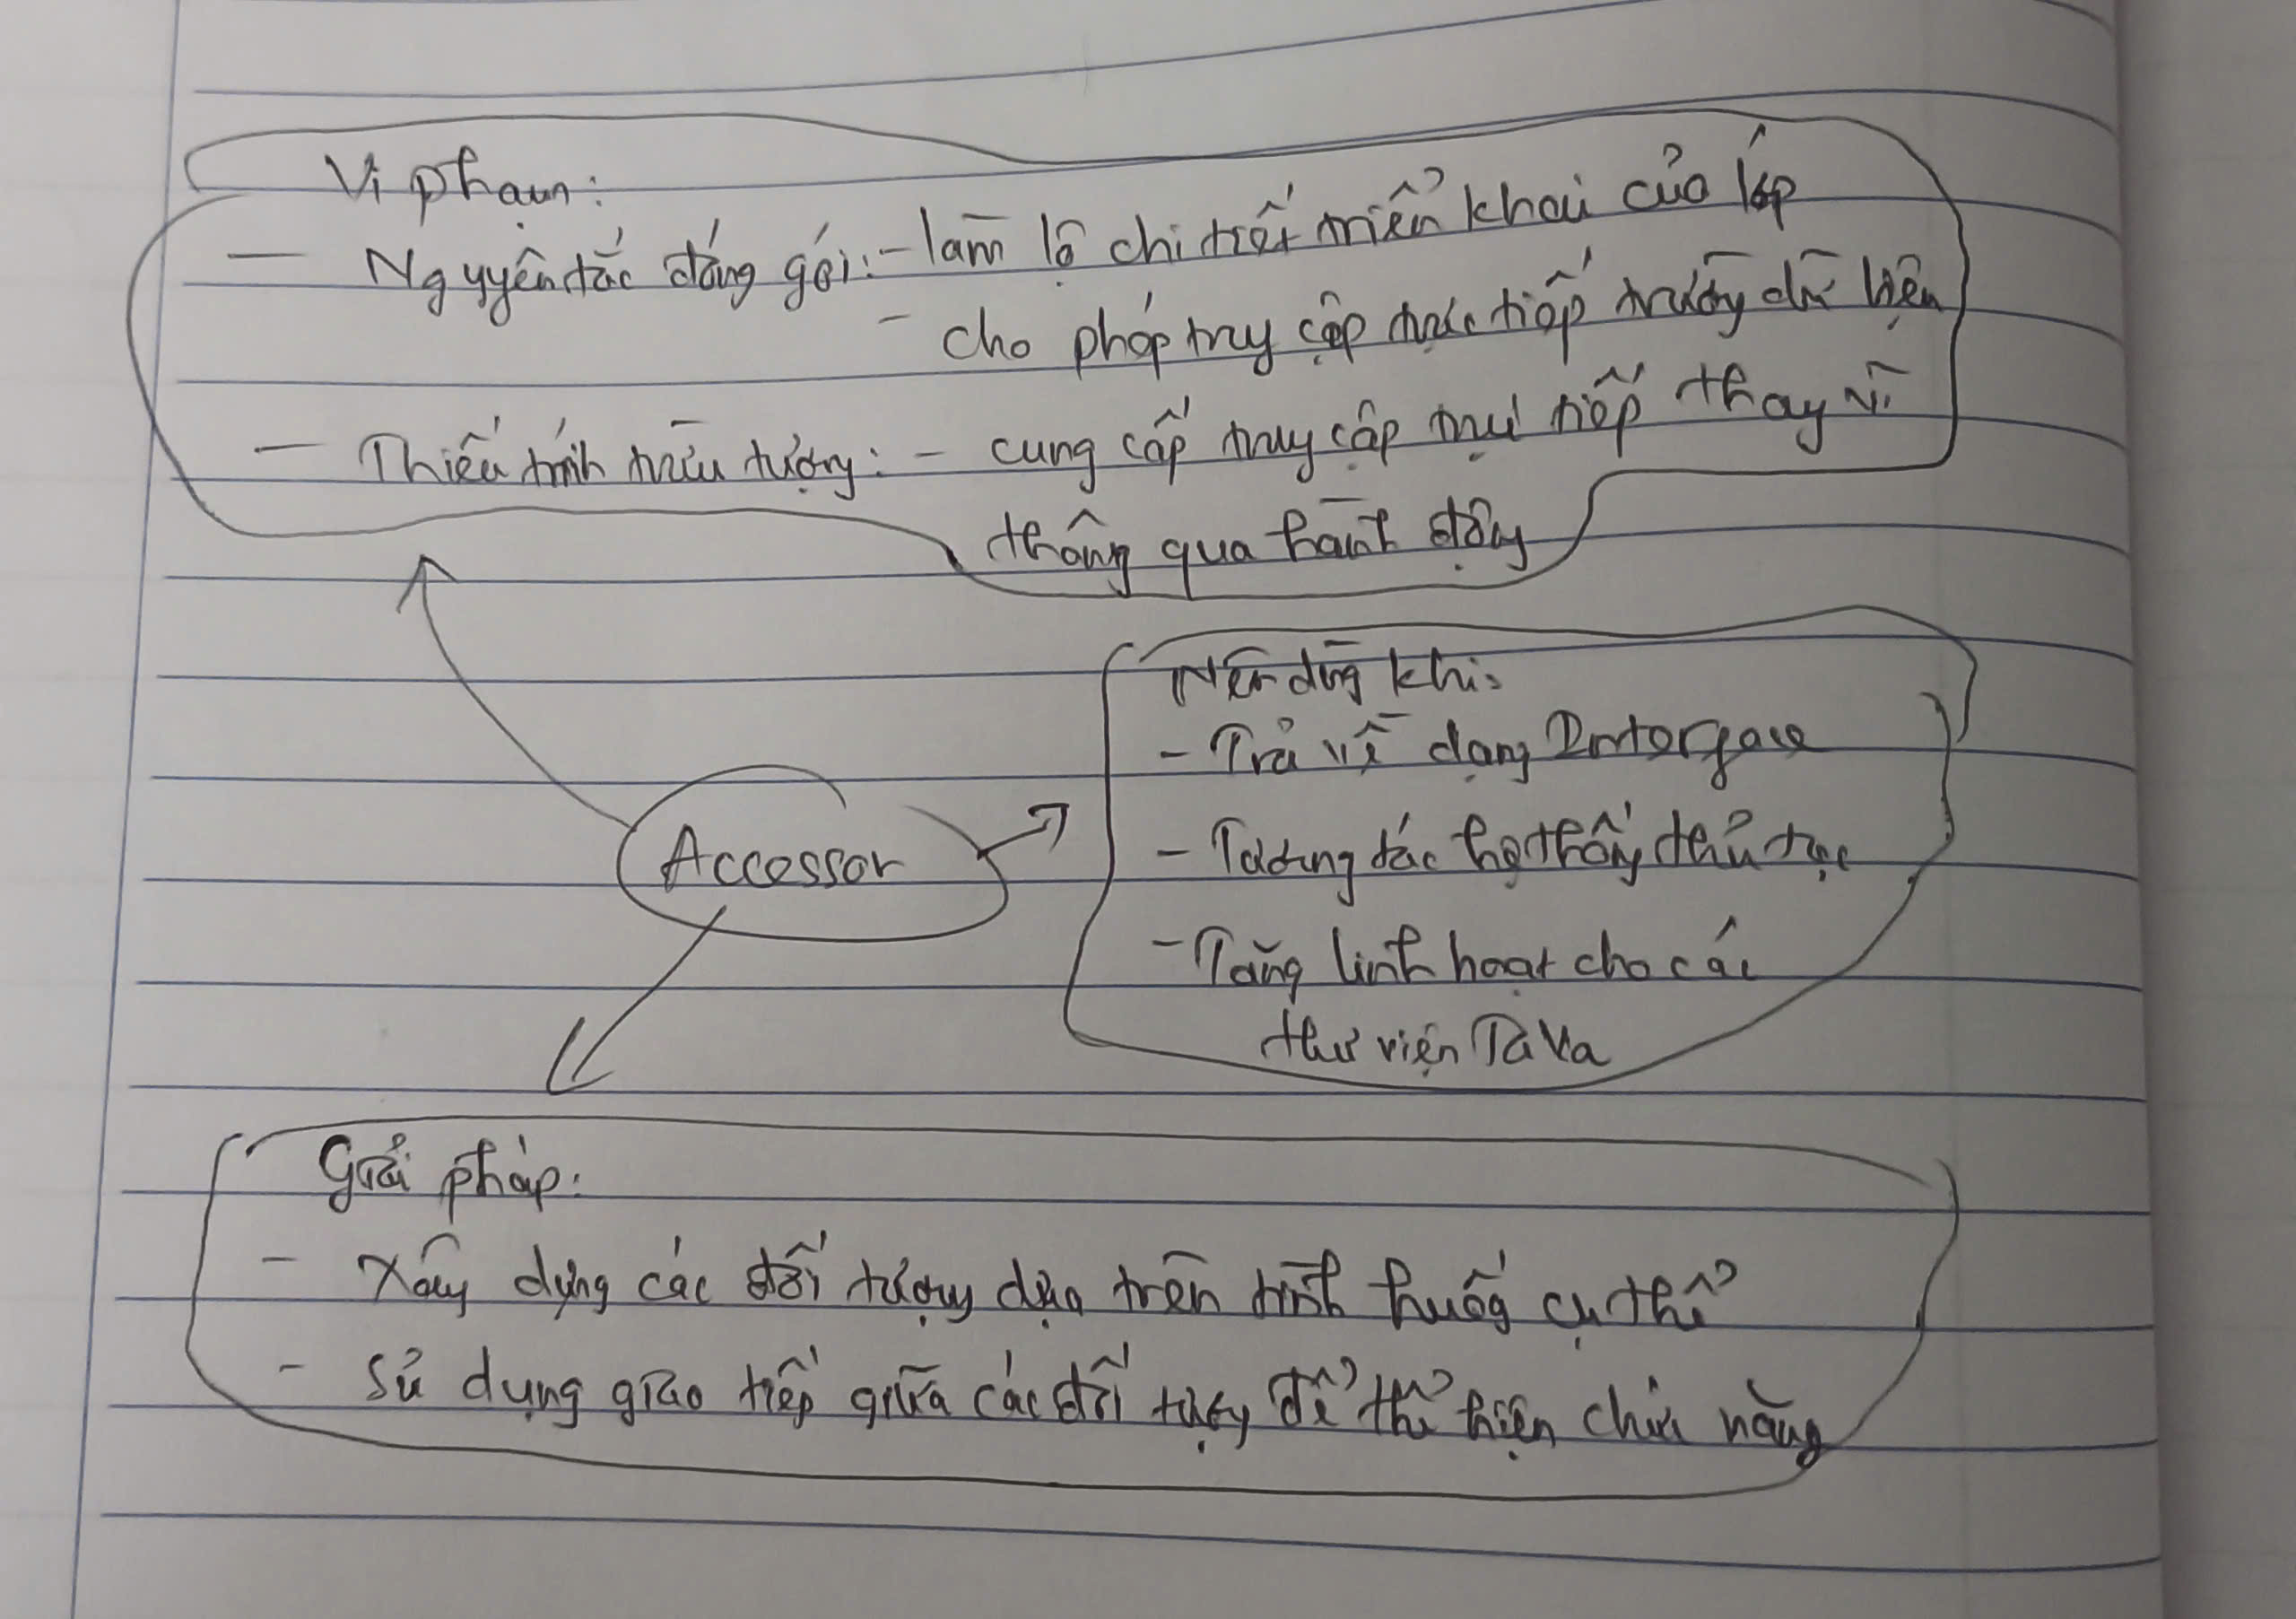 Vi phạm:
- Nguyên tắc đóng gói: - làm lộ chi tiết triển khai của lớp
- cho phép truy cập trực tiếp trường dữ liệu
- Thiếu tính trừu tượng: - cung cấp truy cập trực tiếp thay vì
thông qua hành động
Nên dùng khi:
- Trả về dạng Interface
- Tương tác hệ thống thủ tục
- Tăng linh hoạt cho các
thư viện Java
Accessor
Giải pháp:
- Xây dựng các đối tượng dựa trên tình huống cụ thể
- Sử dụng giao tiếp giữa các đối tượng để thể hiện chức năng